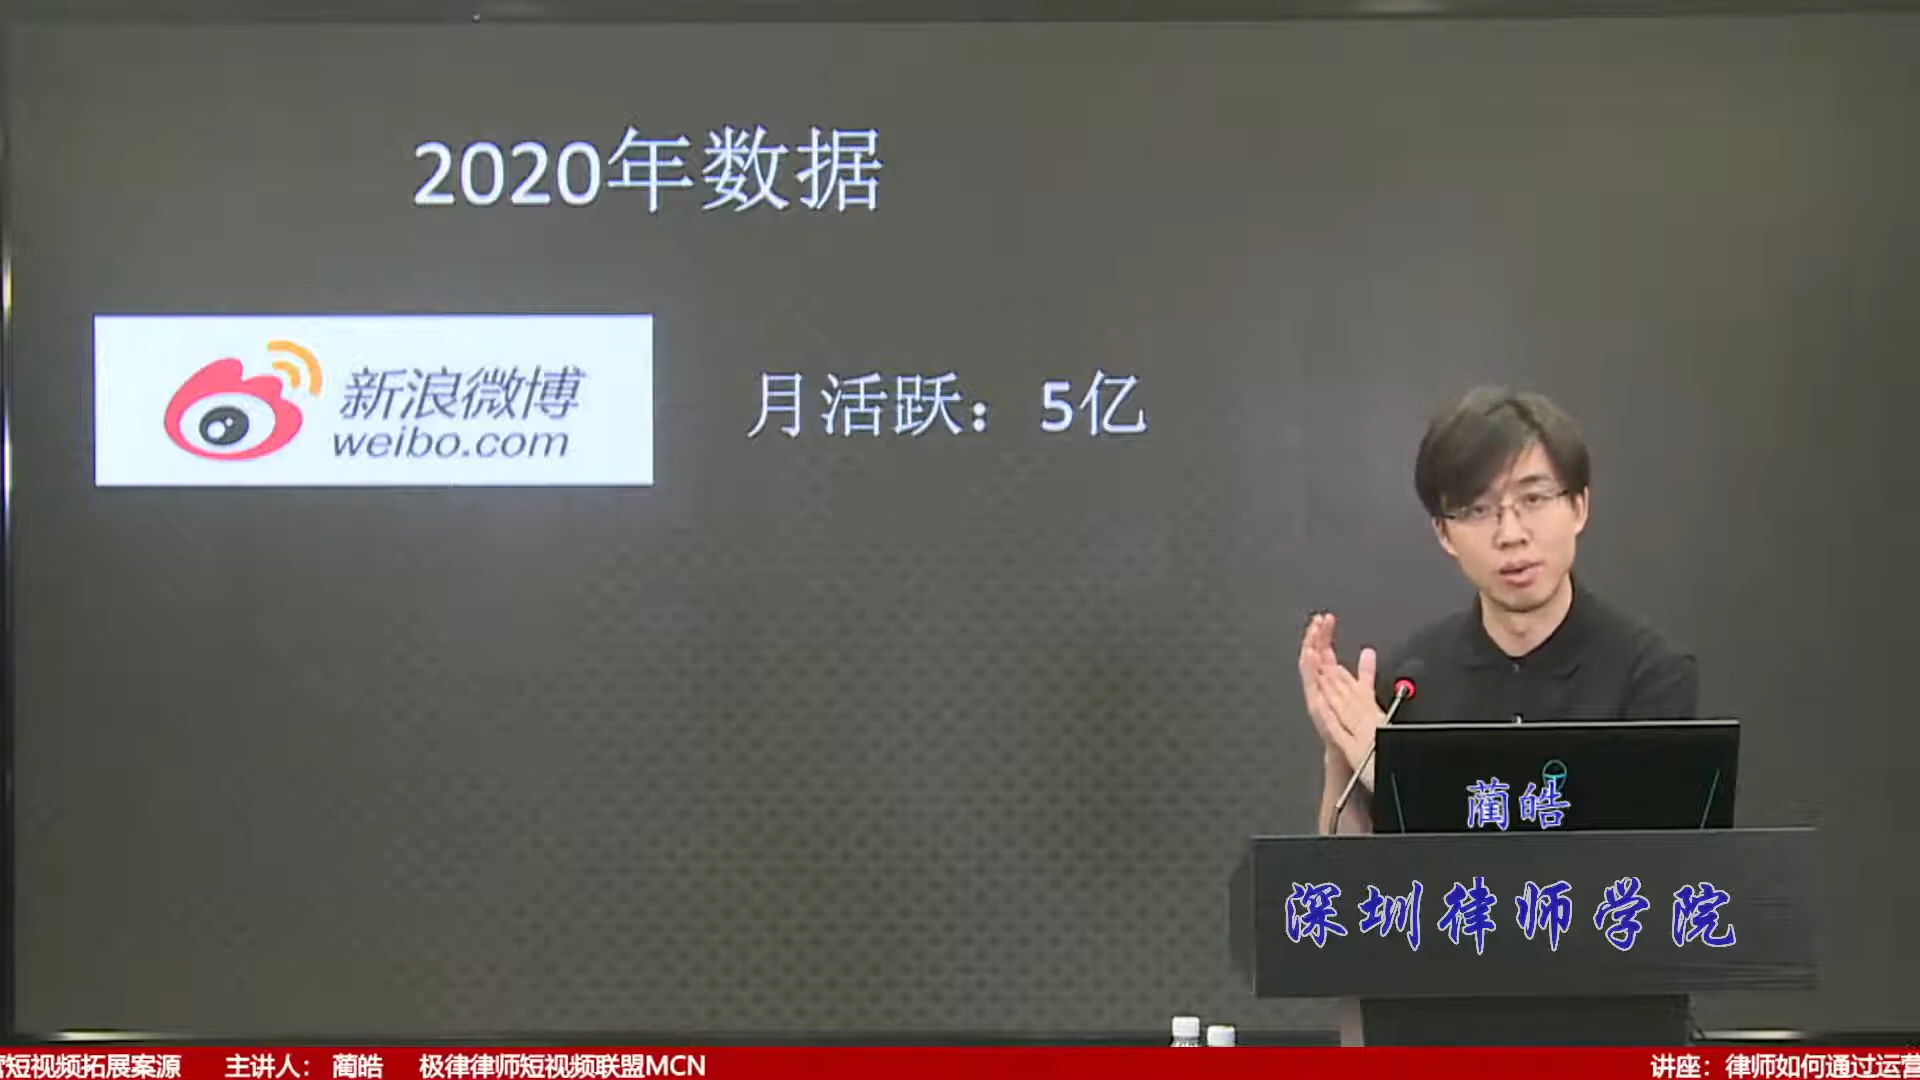 2020年数据
新浪微博
weibo.com
月活跃：5亿
蔺皓
深圳律师学院
营短视频拓展案源 主讲人： 蔺皓 极律律师短视频联盟MCN 讲座：律师如何通过运营